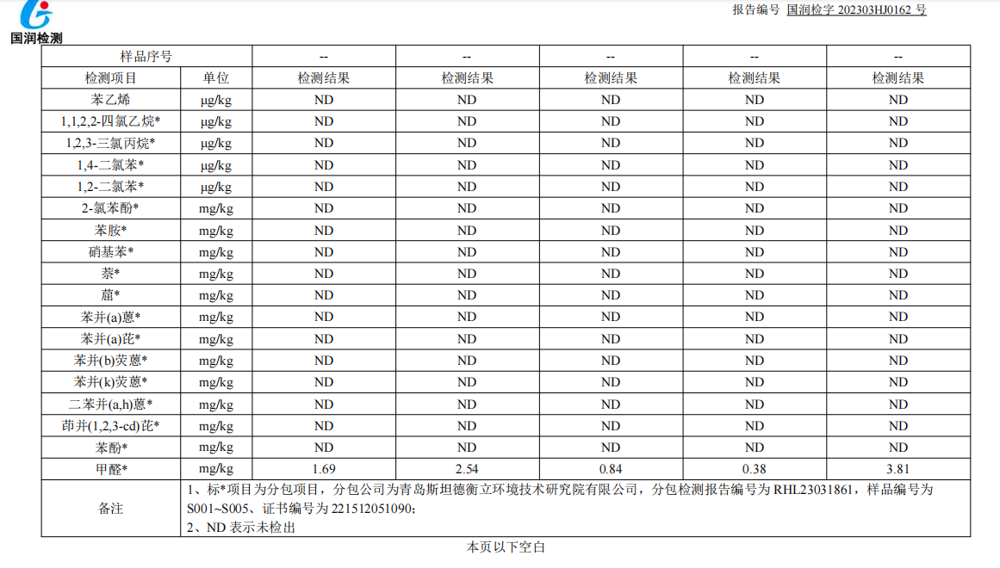 报告编号 国润检字 202303HJ0162 号
国润检测
样品序号 -- -- -- -- --
检测项目 单位 检测结果 检测结果 检测结果 检测结果 检测结果
苯乙烯 μg/kg ND ND ND ND ND
1,1,2,2-四氯乙烷* μg/kg ND ND ND ND ND
1,2,3-三氯丙烷* μg/kg ND ND ND ND ND
1,4-二氯苯* μg/kg ND ND ND ND ND
1,2-二氯苯* μg/kg ND ND ND ND ND
2-氯苯酚* mg/kg ND ND ND ND ND
苯胺* mg/kg ND ND ND ND ND
硝基苯* mg/kg ND ND ND ND ND
萘* mg/kg ND ND ND ND ND
䓛* mg/kg ND ND ND ND ND
苯并(a)蒽* mg/kg ND ND ND ND ND
苯并(a)芘* mg/kg ND ND ND ND ND
苯并(b)荧蒽* mg/kg ND ND ND ND ND
苯并(k)荧蒽* mg/kg ND ND ND ND ND
二苯并(a,h)蒽* mg/kg ND ND ND ND ND
茚并(1,2,3-cd)芘* mg/kg ND ND ND ND ND
苯酚* mg/kg ND ND ND ND ND
甲醛* mg/kg 1.69 2.54 0.84 0.38 3.81
备注 1、标*项目为分包项目，分包公司为青岛斯坦德衡立环境技术研究院有限公司，分包检测报告编号为 RHL23031861，样品编号为
S001~S005、证书编号为 221512051090；
2、ND 表示未检出
本页以下空白